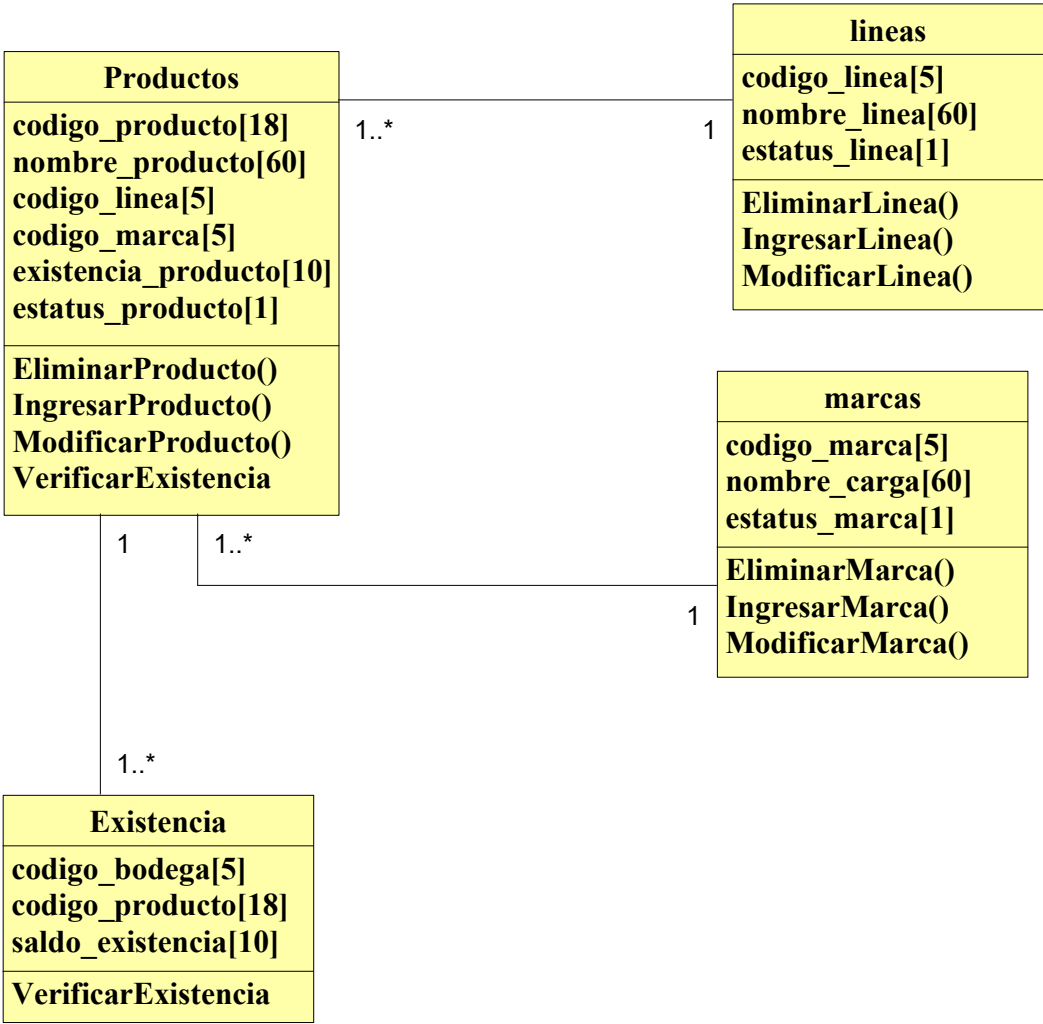 Productos
codigo_producto[18]
nombre_producto[60]
codigo_linea[5]
codigo_marca[5]
existencia_producto[10]
estatus_producto[1]
EliminarProducto()
IngresarProducto()
ModificarProducto()
VerificarExistencia
1..*
1
lineas
codigo_linea[5]
nombre_linea[60]
estatus_linea[1]
EliminarLinea()
IngresarLinea()
ModificarLinea()
marcas
codigo_marca[5]
nombre_carga[60]
estatus_marca[1]
EliminarMarca()
IngresarMarca()
ModificarMarca()
1
1..*
1
1..*
Existencia
codigo_bodega[5]
codigo_producto[18]
saldo_existencia[10]
VerificarExistencia